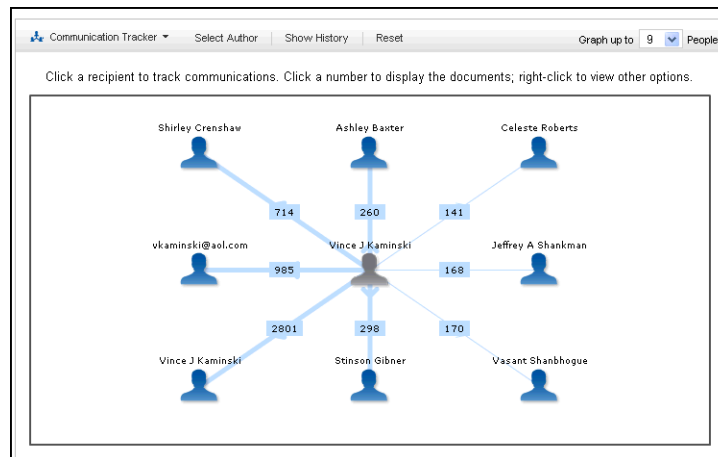 Communication Tracker Select Author Show History Reset Graph up to 9 People
Click a recipient to track communications. Click a number to display the documents; right-click to view other options.
Shirley Crenshaw Ashley Baxter Celeste Roberts
714 260 141
vkaminski@aol.com Vince J Kaminski Jeffrey A Shankman
985 168
2801 298 170
Vince J Kaminski Stinson Gibner Vasant Shanbhogue